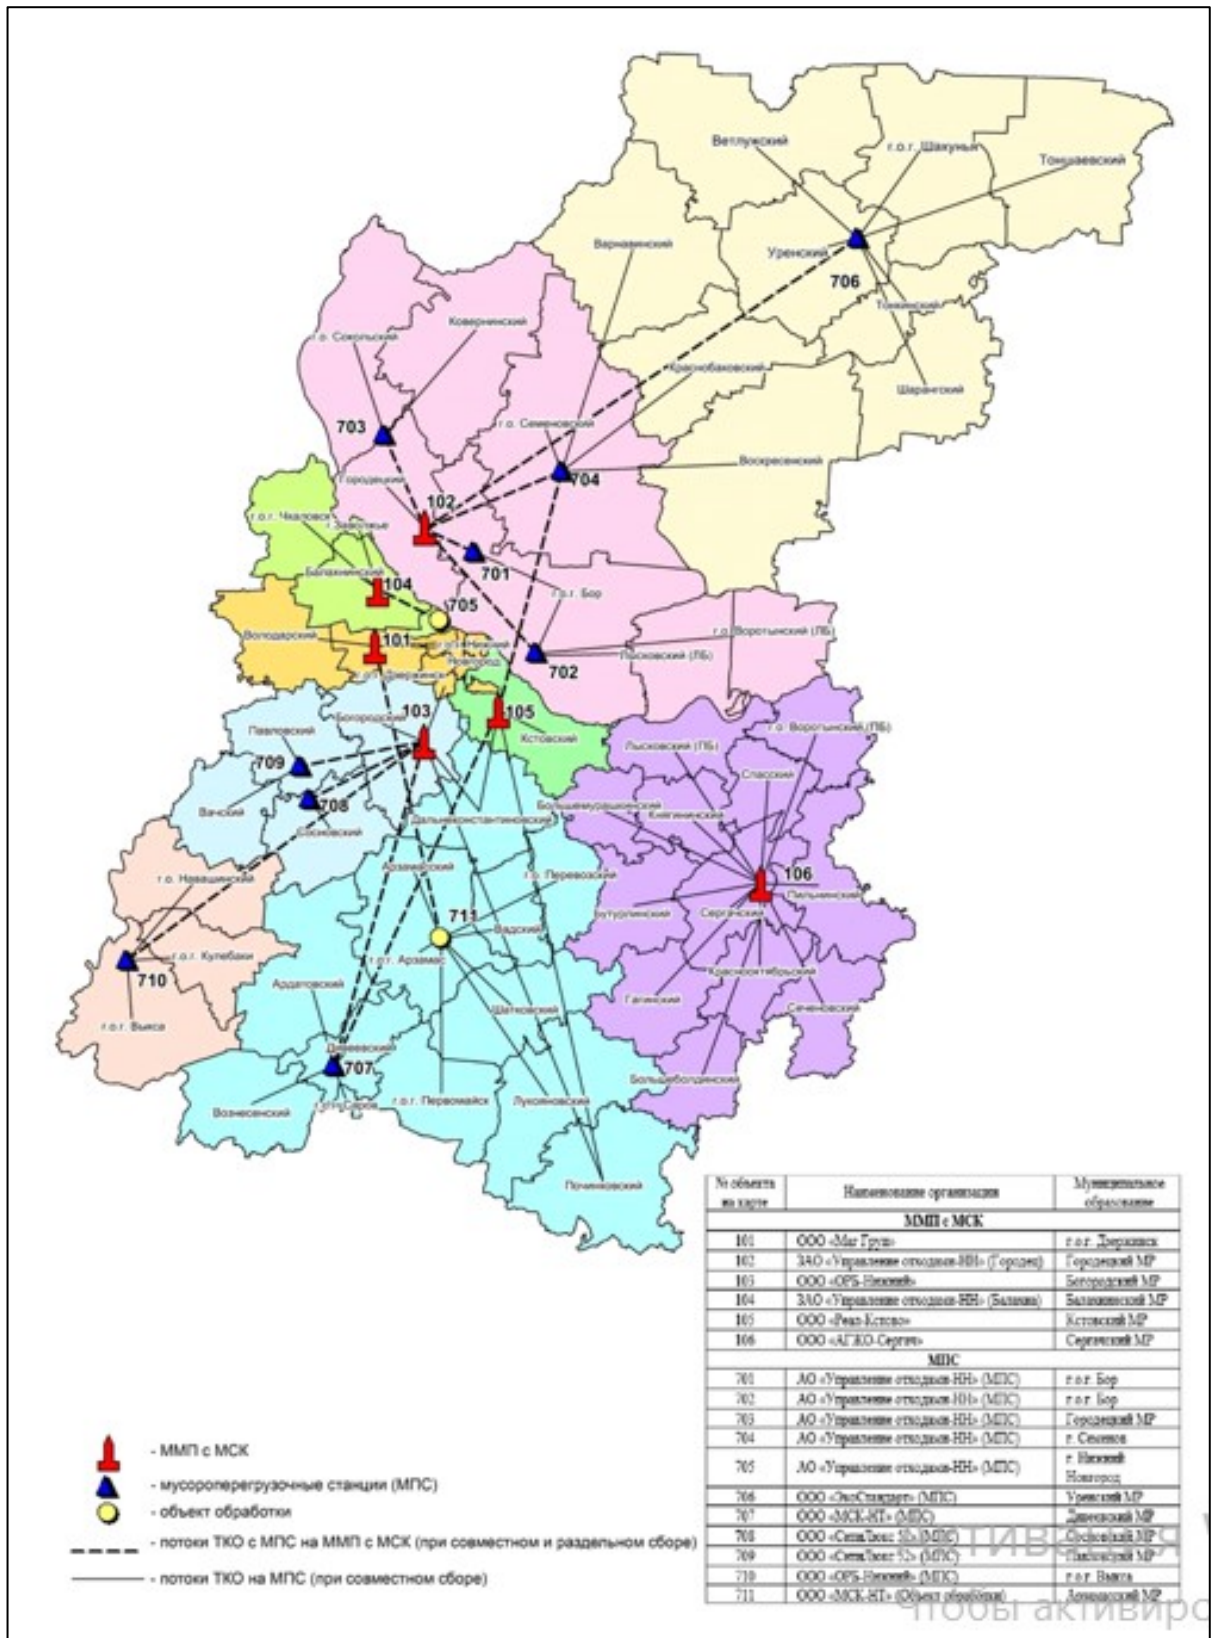 Ветлужский
г.о.г. Шахунья
Тоншаевский
Варнавинский
Уренский
706
Тонкинский
Ковернинский
г.о. Сокольский
Краснобаковский
Шарангский
703
г.о. Семеновский
Воскресенский
Городецкий
704
102
г.о.г. Чкаловск
г. Заволжье
701
Балахнинский
104
г.о.г. Бор
705
Володарский
101
г.о.г. Нижний
Новгород
г.о. Воротынский (ЛБ)
Лысковский (ЛБ)
702
г.о.г. Дзержинск
Богородский
103
105
Павловский
Кстовский
Лысковский (ПБ)
г.о. Воротынский (ПБ)
709
Спасский
708
Вачский
Сосновский
Большемурашкинский
Княгининский
Дальнеконстантиновский
Арзамасский
г.о. Перевозский
106
г.о. Навашинский
Пильнинский
711
Бутурлинский
Сергачский
Вадский
г.о.г. Кулебаки
г.о.г. Арзамас
710
Ардатовский
Краснооктябрьский
Гагинский
Сеченовский
Шатковский
г.о.г. Выкса
Дивеевский
707
Большеболдинский
Вознесенский
г.о.г. Саров
г.о.г. Первомайск
Лукояновский
Починковский
№ объекта на карте Наименование организации Муниципальное образование
ММП с МСК
101 ООО «Маг Груп» г.о.г. Дзержинск
102 ЗАО «Управление отходами-НН» (Городец) Городецкий МР
103 ООО «ОРБ-Нижний» Богородский МР
104 ЗАО «Управление отходами-НН» (Балахна) Балахнинский МР
105 ООО «Реал-Кстово» Кстовский МР
106 ООО «АГЖО-Сергач» Сергачский МР
МПС
701 АО «Управление отходами-НН» (МПС) г.о.г. Бор
702 АО «Управление отходами-НН» (МПС) г.о.г. Бор
703 АО «Управление отходами-НН» (МПС) Городецкий МР
704 АО «Управление отходами-НН» (МПС) г. Семенов
705 АО «Управление отходами-НН» (МПС) г. Нижний Новгород
706 ООО «ЭкоСтандарт» (МПС) Уренский МР
707 ООО «МСК-НТ» (МПС) Дивеевский МР
708 ООО «СитиЛюкс 52» (МПС) Сосновский МР
709 ООО «СитиЛюкс 52» (МПС) Павловский МР
710 ООО «ОРБ-Нижний» (МПС) г.о.г. Выкса
711 ООО «МСК-НТ» (Объект обработки) Арзамасский МР
- ММП с МСК
- мусороперегрузочные станции (МПС)
- объект обработки
- потоки ТКО с МПС на ММП с МСК (при совместном и раздельном сборе)
- потоки ТКО на МПС (при совместном сборе)
Активация
Чтобы активиро